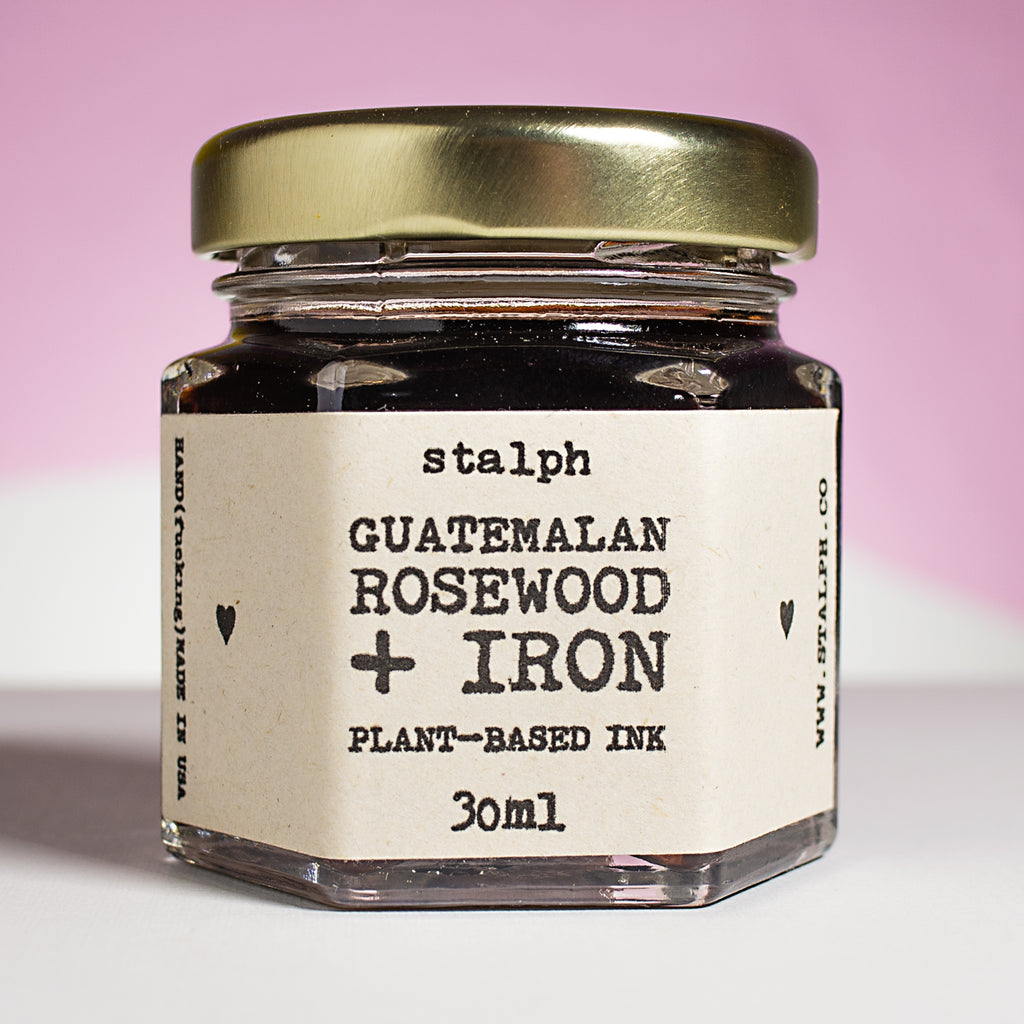 stalph
GUATEMALAN
ROSEWOOD
+ IRON
PLANT-BASED INK
30ml
HAND(fucking)MADE IN USA
WWW.STALPH.CO